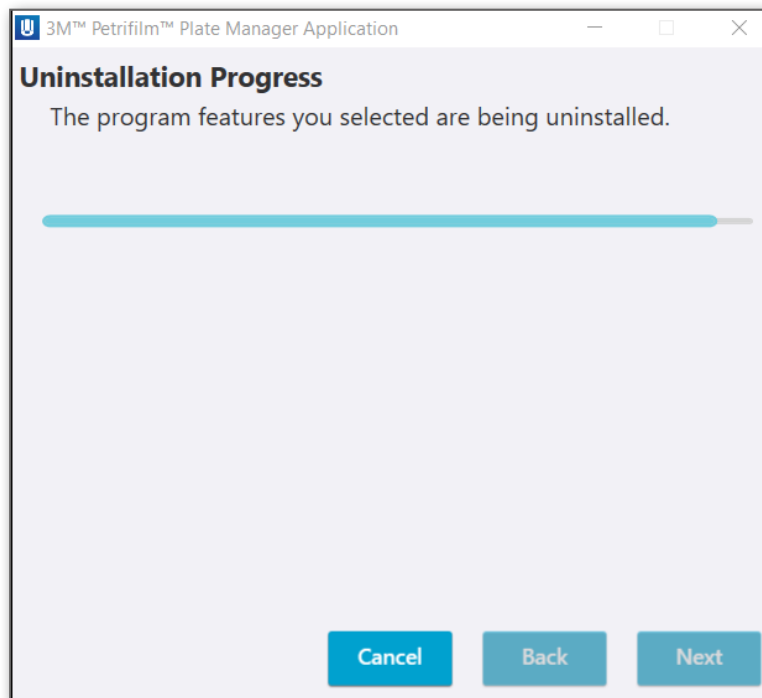 3M™ Petrifilm™ Plate Manager Application
Uninstallation Progress
The program features you selected are being uninstalled.
Cancel Back Next